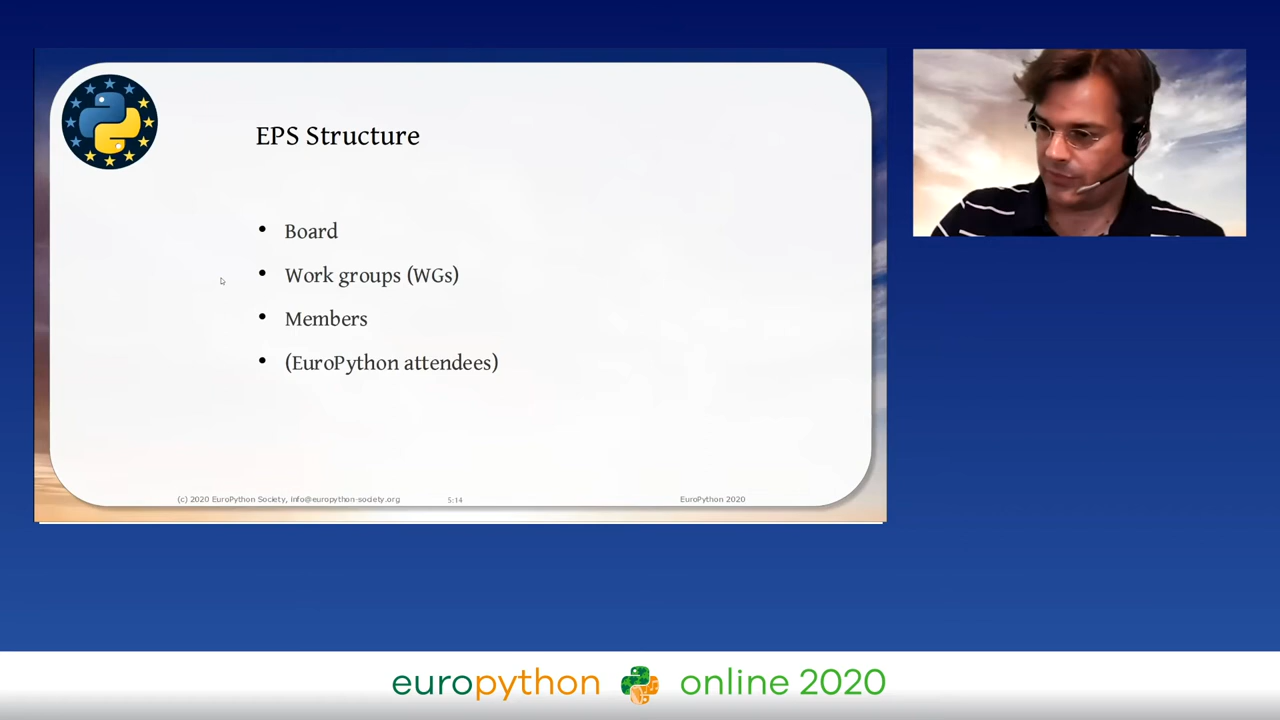 EPS Structure
• Board
• Work groups (WGs)
• Members
• (EuroPython attendees)
(c) 2020 EuroPython Society, info@europython-society.org 5:14 EuroPython 2020
europython online 2020